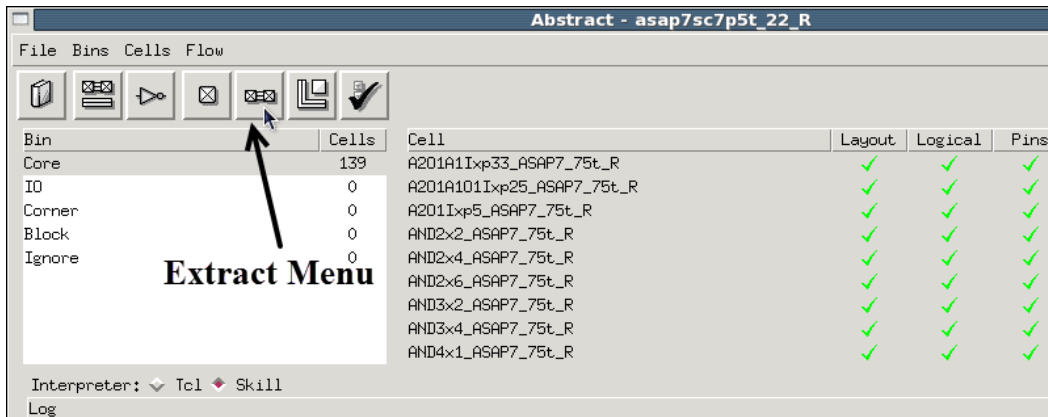 Abstract - asap7sc7p5t_22_R
File Bins Cells Flow
Bin Cells Cell Layout Logical Pins
Core 139 A2O1A1Ixp33_ASAP7_75t_R
IO 0 A2O1A1O1Ixp25_ASAP7_75t_R
Corner 0 A2O1Ixp5_ASAP7_75t_R
Block 0 AND2x2_ASAP7_75t_R
Ignore 0 AND2x4_ASAP7_75t_R
Extract Menu
AND2x6_ASAP7_75t_R
AND3x2_ASAP7_75t_R
AND3x4_ASAP7_75t_R
AND4x1_ASAP7_75t_R
Interpreter: Tcl Skill
Log